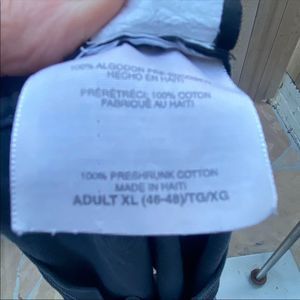 100% ALGODON PRE-
HECHO EN HAITI
PRÉRÉTRÉCI, 100% COTON
FABRIQUÉ AU HAITI
100% PRESHRUNK COTTON
MADE IN HAITI
ADULT XL (46-48)/TG/XG